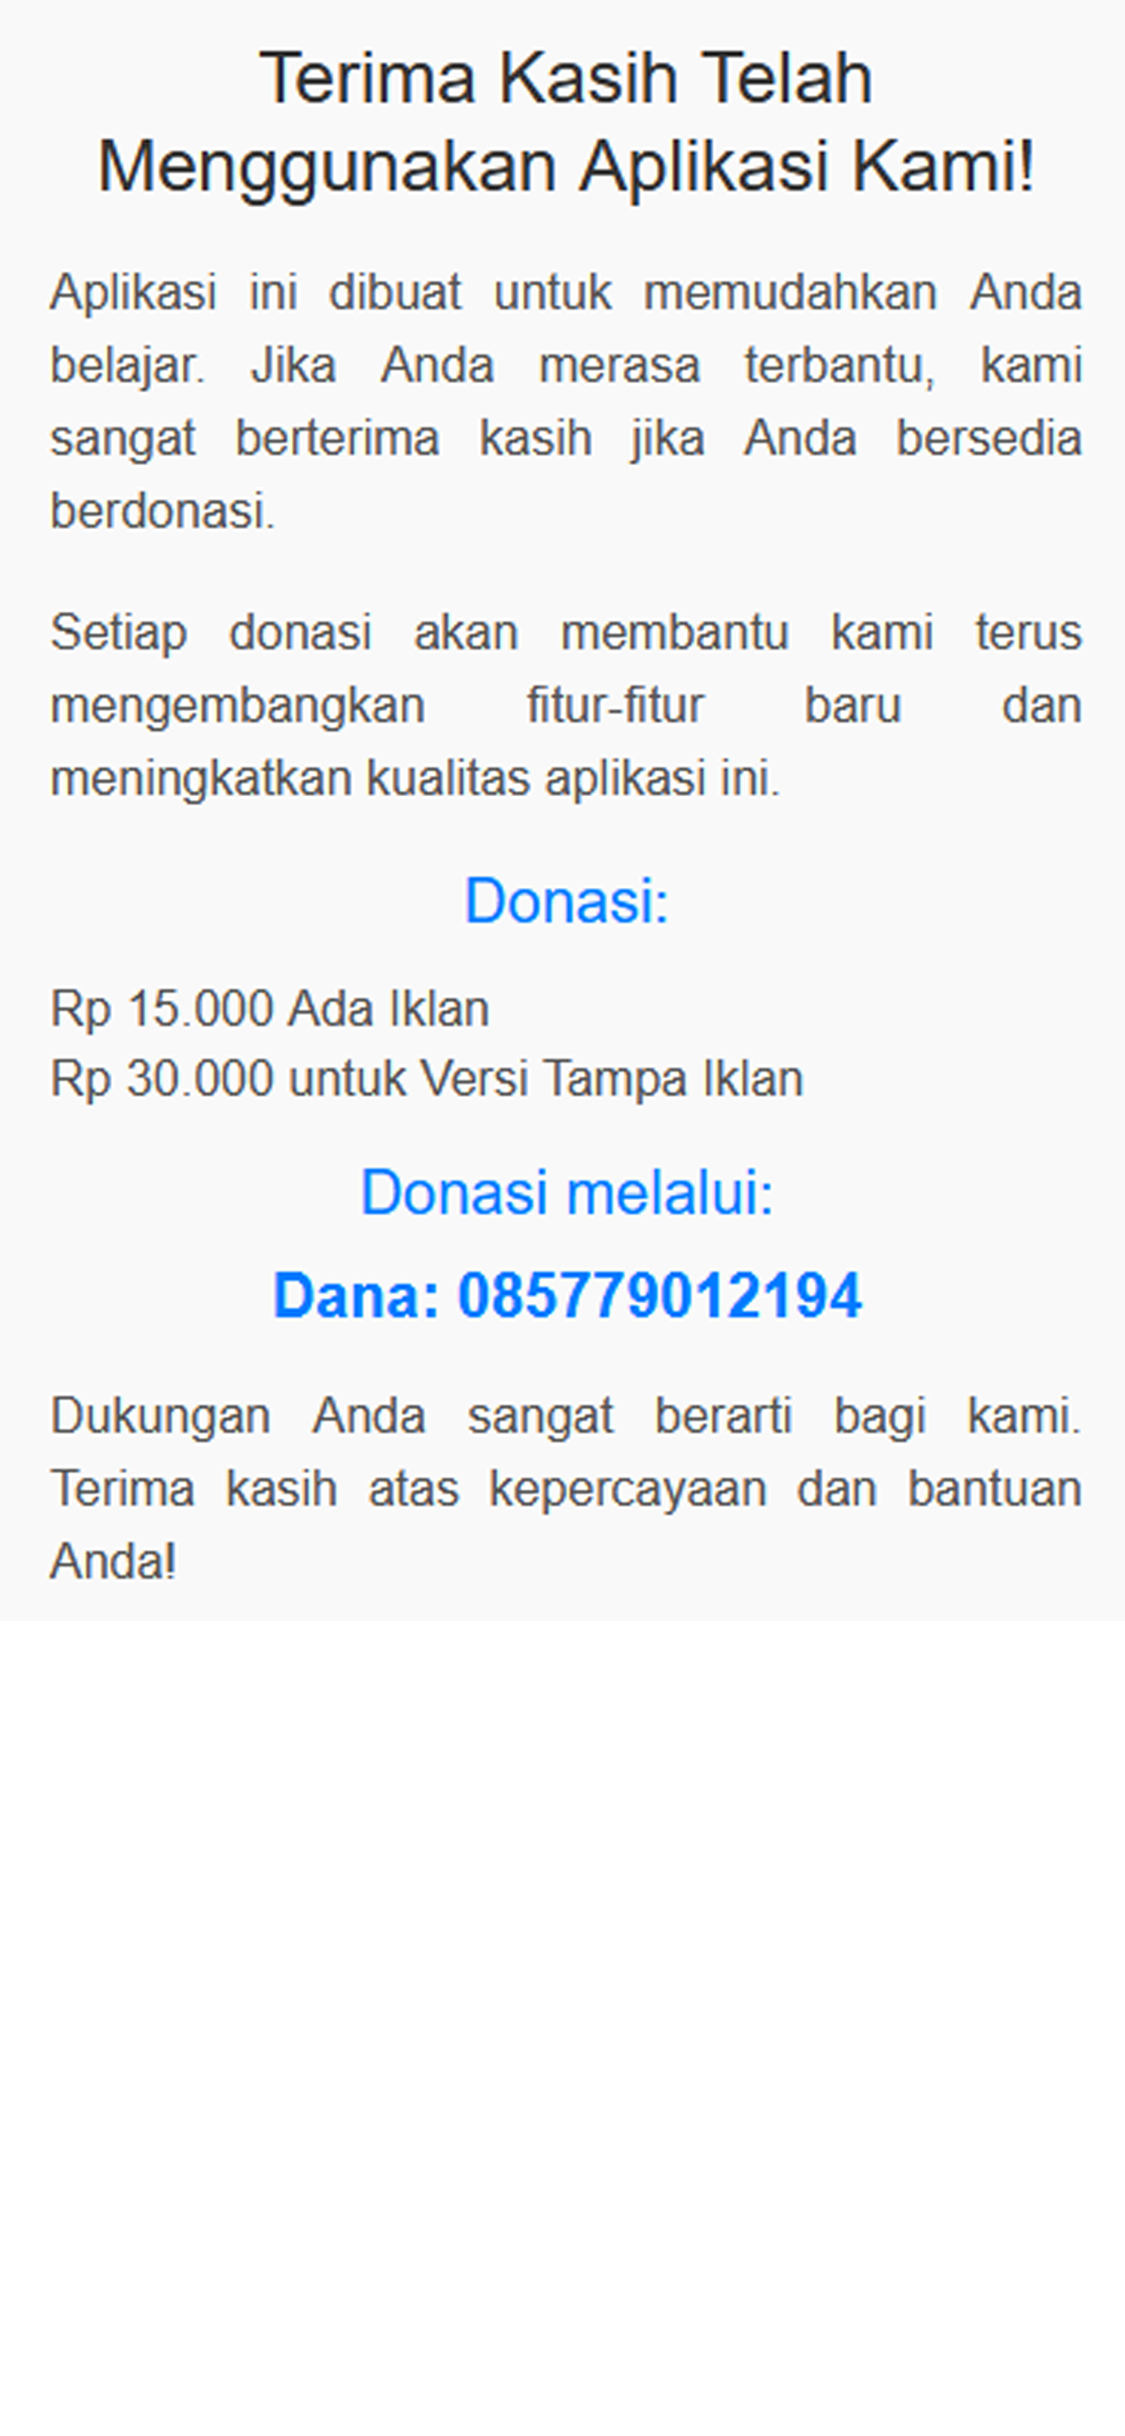 Terima Kasih Telah
Menggunakan Aplikasi Kami!
Aplikasi ini dibuat untuk memudahkan Anda
belajar. Jika Anda merasa terbantu, kami
sangat berterima kasih jika Anda bersedia
berdonasi.
Setiap donasi akan membantu kami terus
mengembangkan fitur-fitur baru dan
meningkatkan kualitas aplikasi ini.
Donasi:
Rp 15.000 Ada Iklan
Rp 30.000 untuk Versi Tampa Iklan
Donasi melalui:
Dana: 085779012194
Dukungan Anda sangat berarti bagi kami.
Terima kasih atas kepercayaan dan bantuan
Anda!